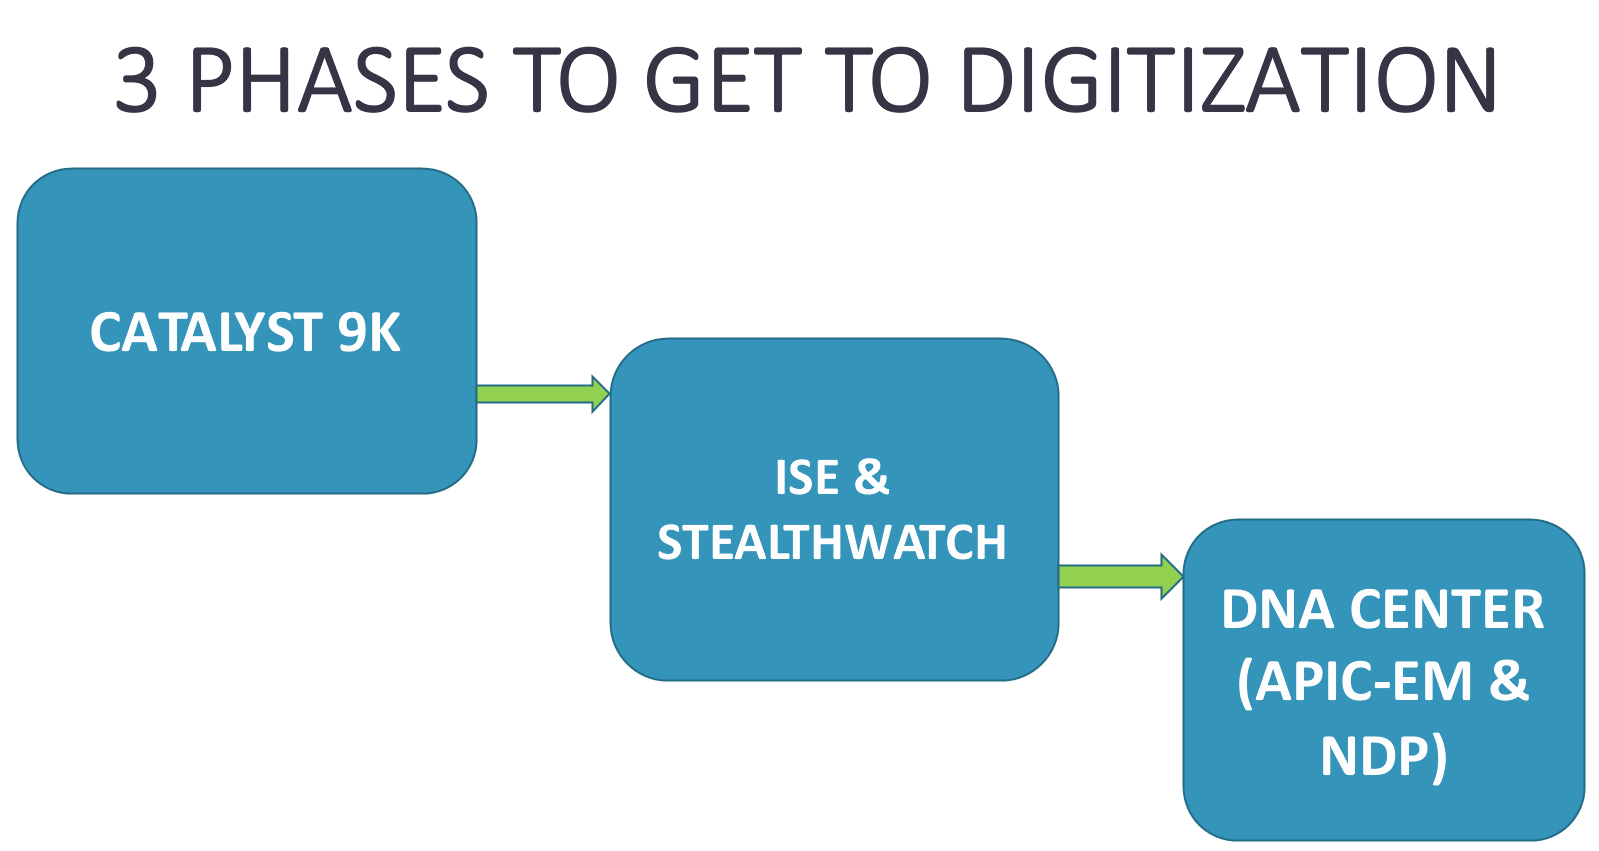 3 PHASES TO GET TO DIGITIZATION
CATALYST 9K
ISE &
STEALTHWATCH
DNA CENTER
(APIC-EM &
NDP)